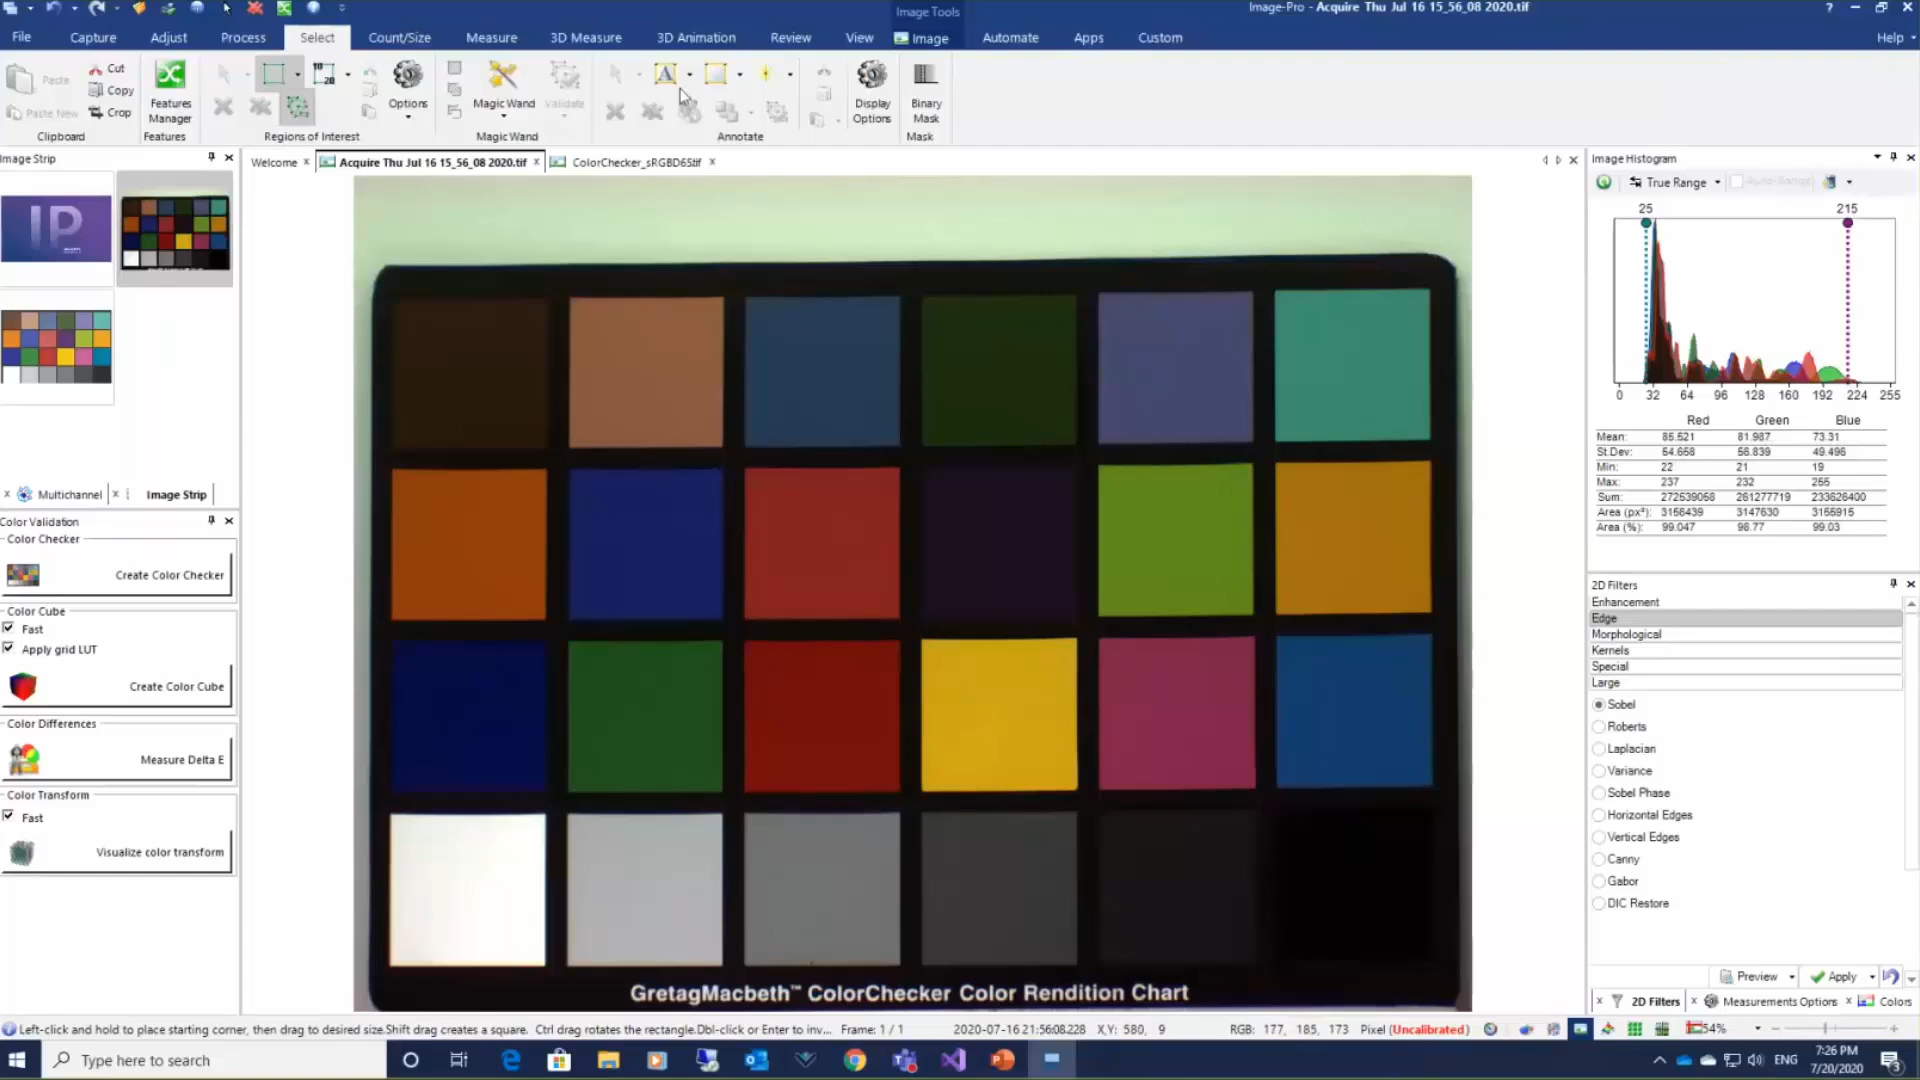 Image Tools
Image-Pro - Acquire Thu Jul 16 15_56_08 2020.tif
File Capture Adjust Process Select Count/Size Measure 3D Measure 3D Animation Review View Image Automate Apps Custom Help
Paste
Paste New
Cut
Copy
Crop
Clipboard
Features Manager
Features
10
20
Options
Regions of Interest
Magic Wand
Validate
Magic Wand
A
Annotate
Display Options
Binary Mask
Mask
Image Strip
IP
Multichannel
Image Strip
Color Validation
Color Checker
Create Color Checker
Color Cube
Fast
Apply grid LUT
Create Color Cube
Color Differences
Measure Delta E
Color Transform
Fast
Visualize color transform
Welcome
Acquire Thu Jul 16 15_56_08 2020.tif
ColorChecker_sRGBD65.tif
GretagMacbeth™ ColorChecker Color Rendition Chart
Image Histogram
True Range
Auto-Range
25 215
0 32 64 96 128 160 192 224 255
Red Green Blue
Mean: 85.521 81.987 73.31
St.Dev: 54.658 56.839 49.496
Min: 22 21 19
Max: 237 232 255
Sum: 272539058 261277719 233626400
Area (px²): 3156439 3147630 3155915
Area (%): 99.047 98.77 99.03
2D Filters
Enhancement
Edge
Morphological
Kernels
Special
Large
Sobel
Roberts
Laplacian
Variance
Sobel Phase
Horizontal Edges
Vertical Edges
Canny
Gabor
DIC Restore
Preview
Apply
2D Filters
Measurements Options
Colors
Left-click and hold to place starting corner, then drag to desired size.Shift drag creates a square. Ctrl drag rotates the rectangle.Dbl-click or Enter to inv...
Frame: 1 / 1
2020-07-16 21:56:08.228
X,Y: 580, 9
RGB: 177, 185, 173
Pixel (Uncalibrated)
54%
Type here to search
ENG
7:26 PM
7/20/2020
3